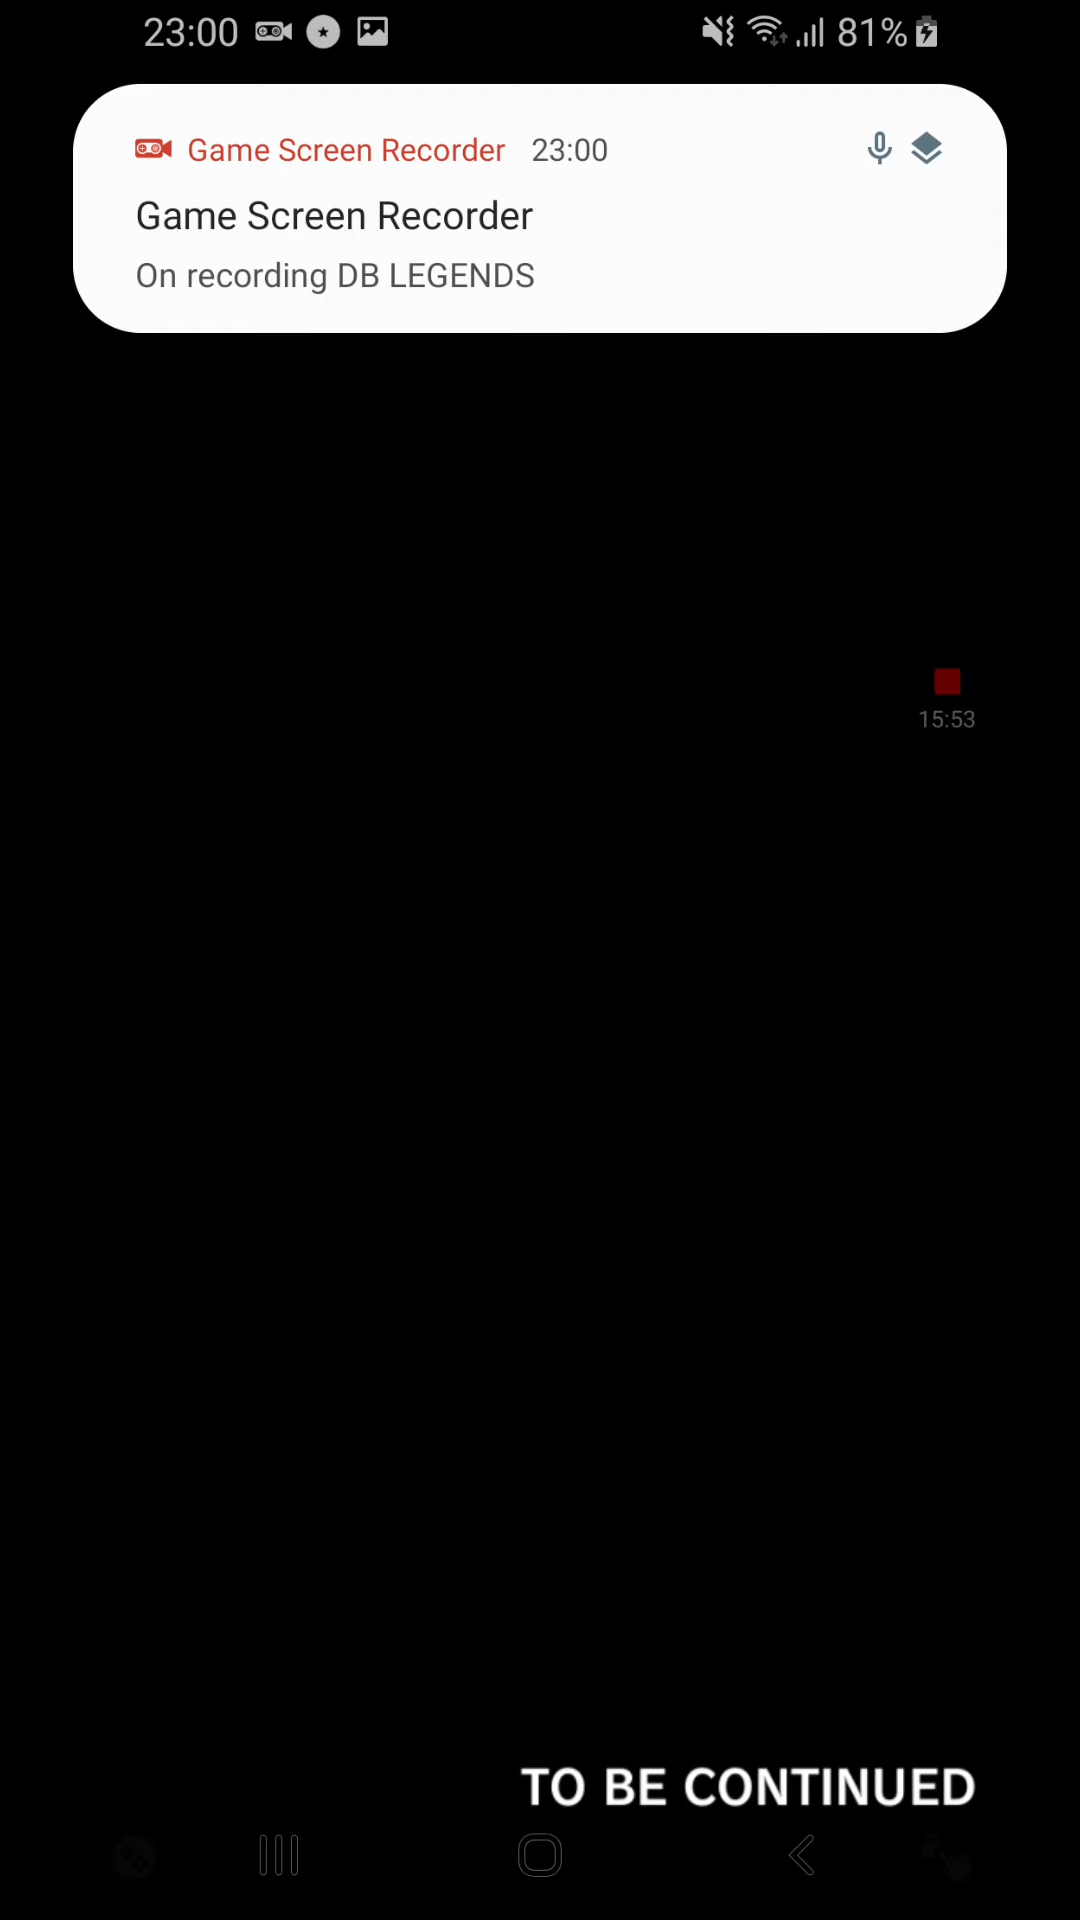 23:00 81%
Game Screen Recorder 23:00
Game Screen Recorder
On recording DB LEGENDS
15:53
TO BE CONTINUED